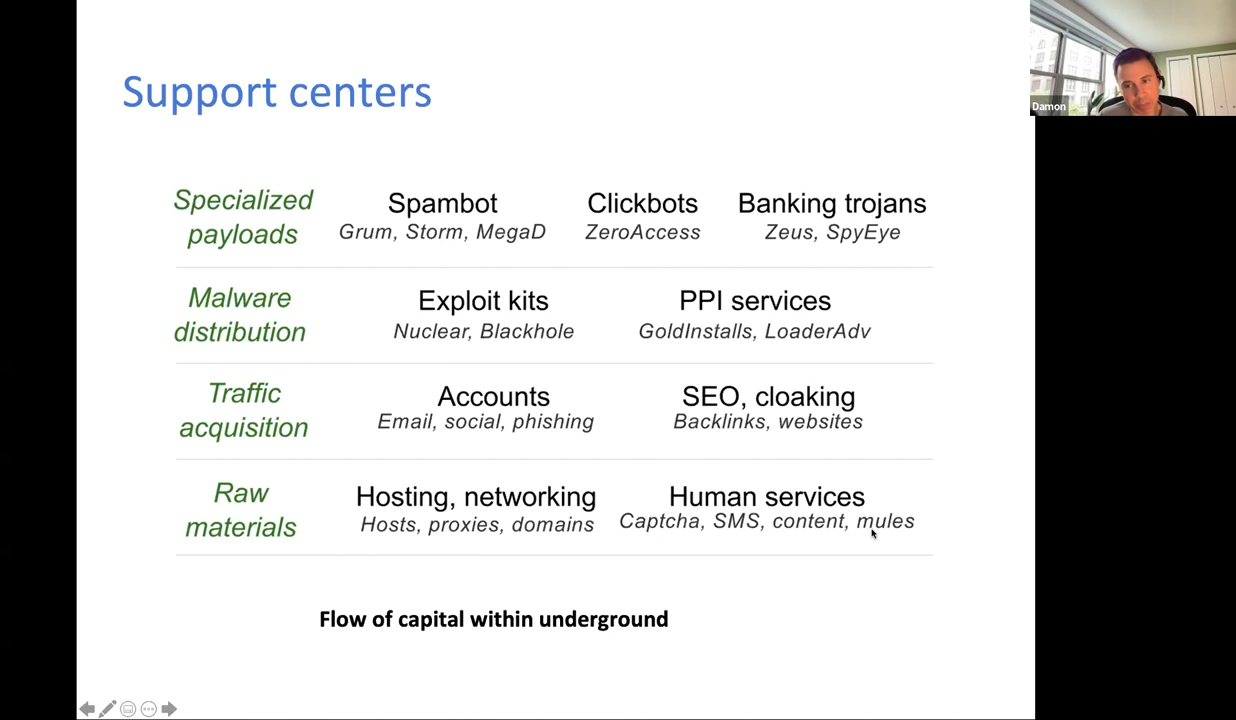 Support centers
Damon
Specialized payloads
Spambot
Grum, Storm, MegaD
Clickbots
ZeroAccess
Banking trojans
Zeus, SpyEye
Malware distribution
Exploit kits
Nuclear, Blackhole
PPI services
GoldInstalls, LoaderAdv
Traffic acquisition
Accounts
Email, social, phishing
SEO, cloaking
Backlinks, websites
Raw materials
Hosting, networking
Hosts, proxies, domains
Human services
Captcha, SMS, content, mules
Flow of capital within underground